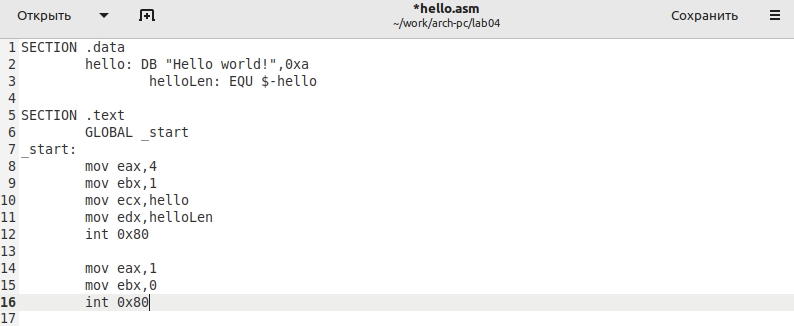 Открыть *hello.asm Сохранить
~/work/arch-pc/lab04
1 SECTION .data
2         hello: DB "Hello world!",0xa
3                 helloLen: EQU $-hello
4
5 SECTION .text
6         GLOBAL _start
7 _start:
8         mov eax,4
9         mov ebx,1
10         mov ecx,hello
11         mov edx,helloLen
12         int 0x80
13
14         mov eax,1
15         mov ebx,0
16         int 0x80
17